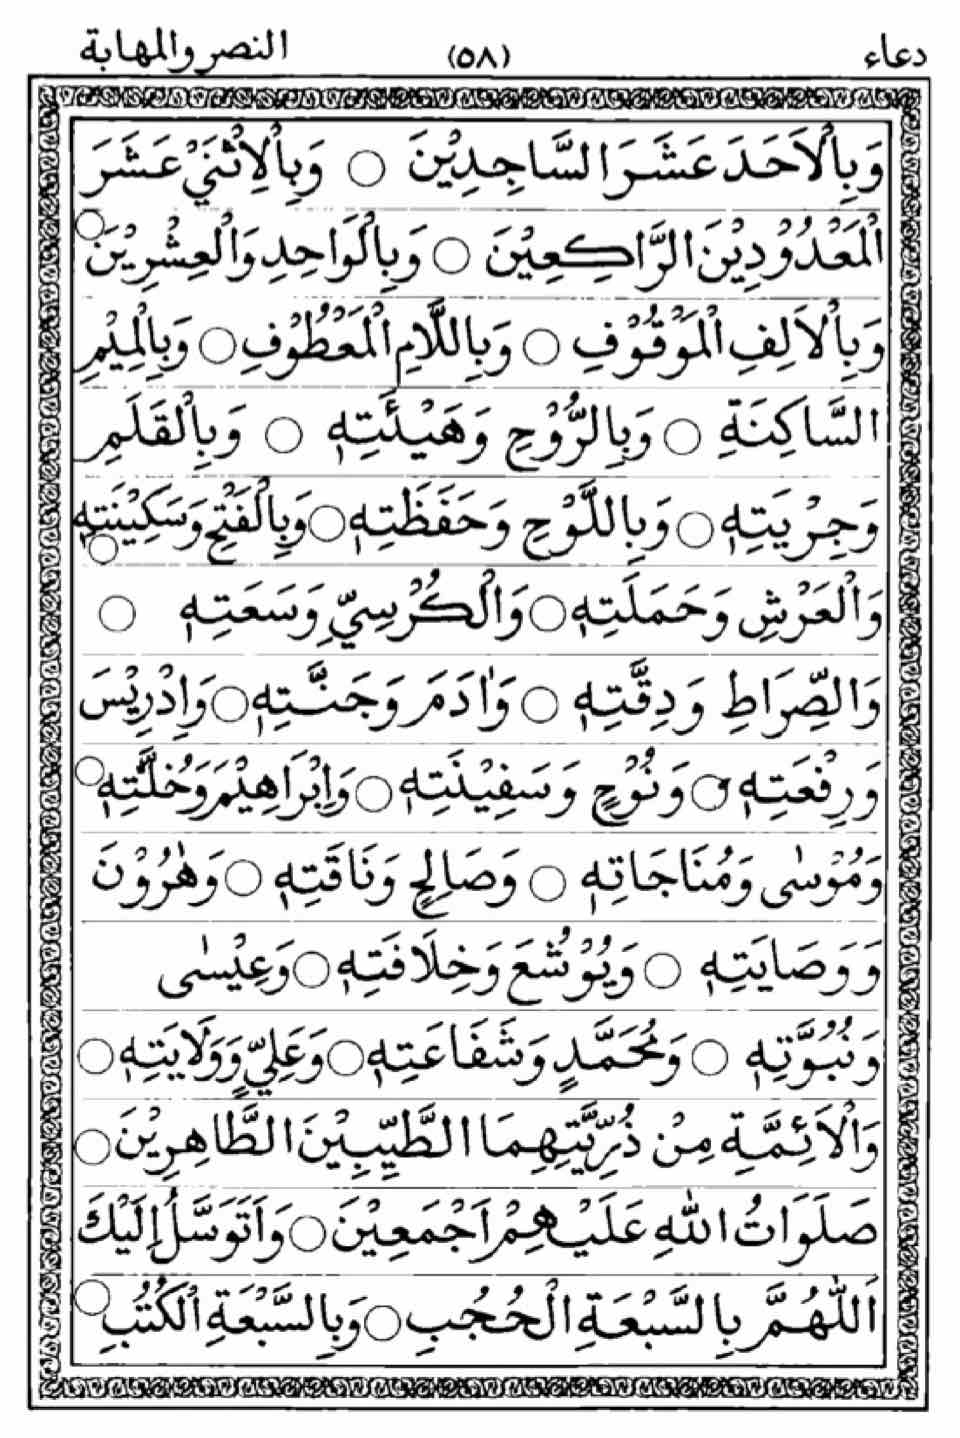 دعاء (٥٨) النصر والمهابة
وَبِالْاَحَدَ عَشَرَ السَّاجِدِيْنَ ○ وَبِالْاِثْنَيْ عَشَرَ
الْمَعْدُوْدِيْنَ الرَّاكِعِيْنَ ○ وَبِالْوَاحِدِ وَالْعِشْرِيْنَ ○
وَبِالْاَلِفِ الْمَوْقُوْفِ ○ وَبِاللَّامِ الْمَعْطُوْفِ ○ وَبِالْمِيْمِ
السَّاكِنَةِ ○ وَبِالرُّوْحِ وَهَيْئَتِهٖ ○ وَبِالْقَلَمِ
وَجِرْيَتِهٖ ○ وَبِاللَّوْحِ وَحَفَظَتِهٖ ○ وَبِالْفَتْحِ وَسَكِيْنَتِهٖ ○
وَالْعَرْشِ وَحَمَلَتِهٖ ○ وَالْكُرْسِيِّ وَسَعَتِهٖ ○
وَالصِّرَاطِ وَدِقَّتِهٖ ○ وَاٰدَمَ وَجَنَّتِهٖ ○ وَاِدْرِيْسَ
وَرِفْعَتِهٖ ○ وَنُوْحٍ وَسَفِيْنَتِهٖ ○ وَاِبْرَاهِيْمَ وَخُلَّتِهٖ ○
وَمُوْسٰى وَمُنَاجَاتِهٖ ○ وَصَالِحٍ وَنَاقَتِهٖ ○ وَهٰرُوْنَ
وَوَصَايَتِهٖ ○ وَيُوْشَعَ وَخِلَافَتِهٖ ○ وَعِيْسٰى
وَنُبُوَّتِهٖ ○ وَمُحَمَّدٍ وَشَفَاعَتِهٖ ○ وَعَلِيٍّ وَوَلَايَتِهٖ ○
وَالْاَئِمَّةِ مِنْ ذُرِّيَّتِهِمَا الطَّيِّبِيْنَ الطَّاهِرِيْنَ ○
صَلَوَاتُ اللهِ عَلَيْهِمْ اَجْمَعِيْنَ ○ وَاَتَوَسَّلُ اِلَيْكَ
اَللّٰهُمَّ بِالسَّبْعَةِ الْحُجُبِ ○ وَبِالسَّبْعَةِ الْكُتُبِ ○